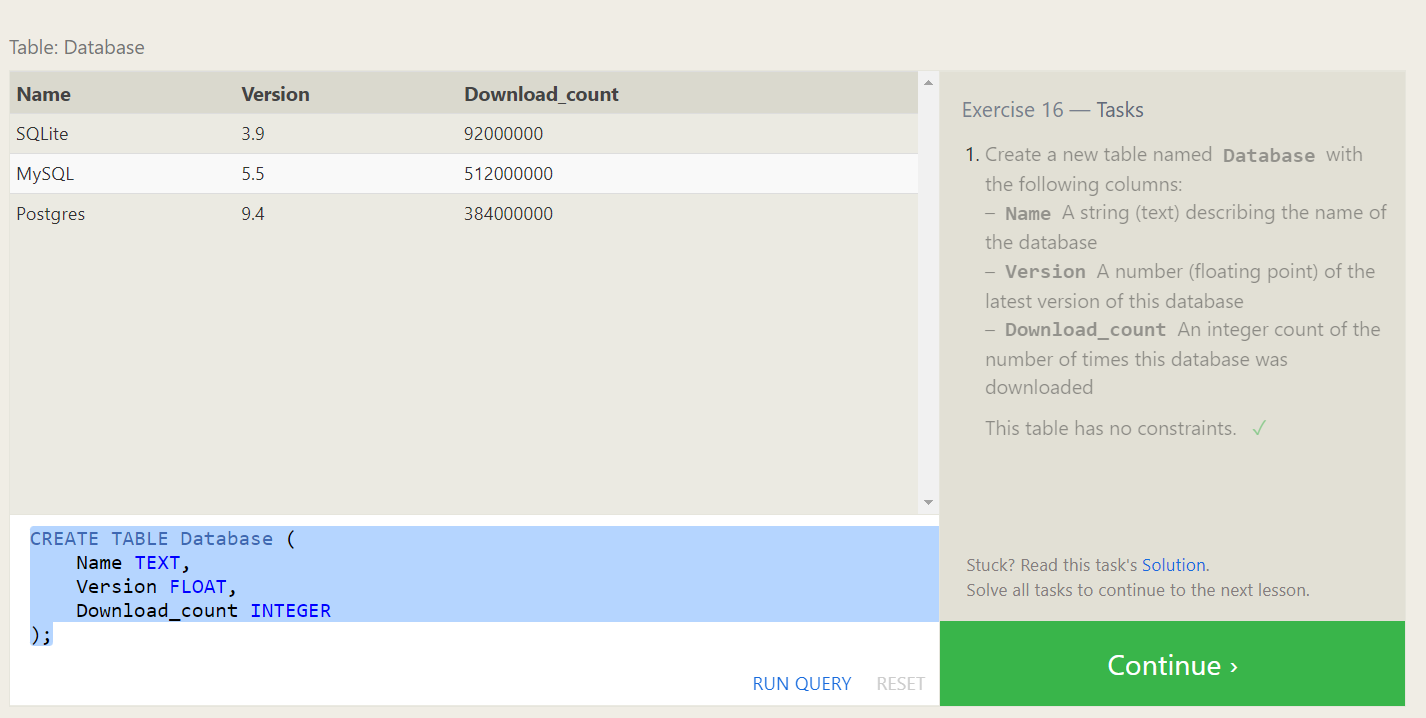 Table: Database
Name Version Download_count
SQLite 3.9 92000000
MySQL 5.5 512000000
Postgres 9.4 384000000
CREATE TABLE Database (
    Name TEXT,
    Version FLOAT,
    Download_count INTEGER
);
RUN QUERY RESET
Exercise 16 — Tasks
1. Create a new table named Database with
the following columns:
– Name A string (text) describing the name of
the database
– Version A number (floating point) of the
latest version of this database
– Download_count An integer count of the
number of times this database was
downloaded
This table has no constraints. ✓
Stuck? Read this task's Solution.
Solve all tasks to continue to the next lesson.
Continue ›